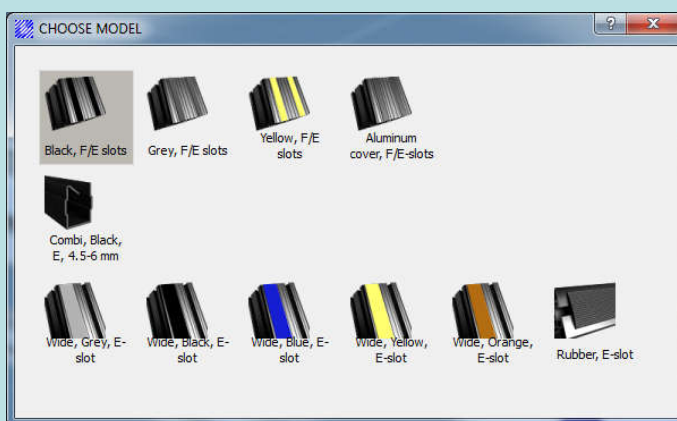 CHOOSE MODEL
?
Black, F/E slots
Grey, F/E slots
Yellow, F/E
slots
Aluminum
cover, F/E-slots
Combi, Black,
E, 4.5-6 mm
Wide, Grey, E-
slot
Wide, Black, E-
slot
Wide, Blue, E-
slot
Wide, Yellow,
E-slot
Wide, Orange,
E-slot
Rubber, E-slot